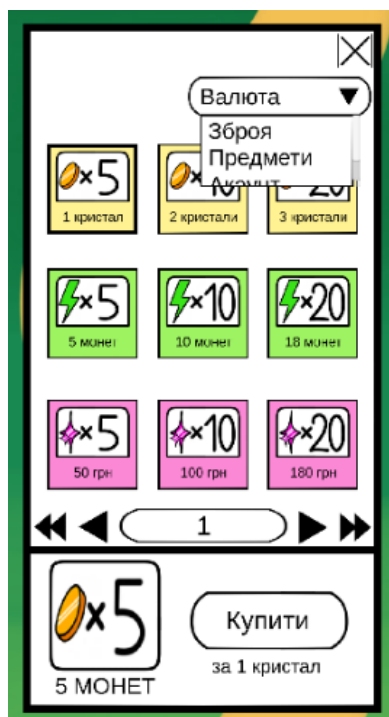 Валюта
Зброя
Предмети
×5
1 кристал
2 кристали
3 кристали
×5 ×10 ×20
5 монет 10 монет 18 монет
×5 ×10 ×20
50 грн 100 грн 180 грн
1
×5
5 МОНЕТ
Купити
за 1 кристал